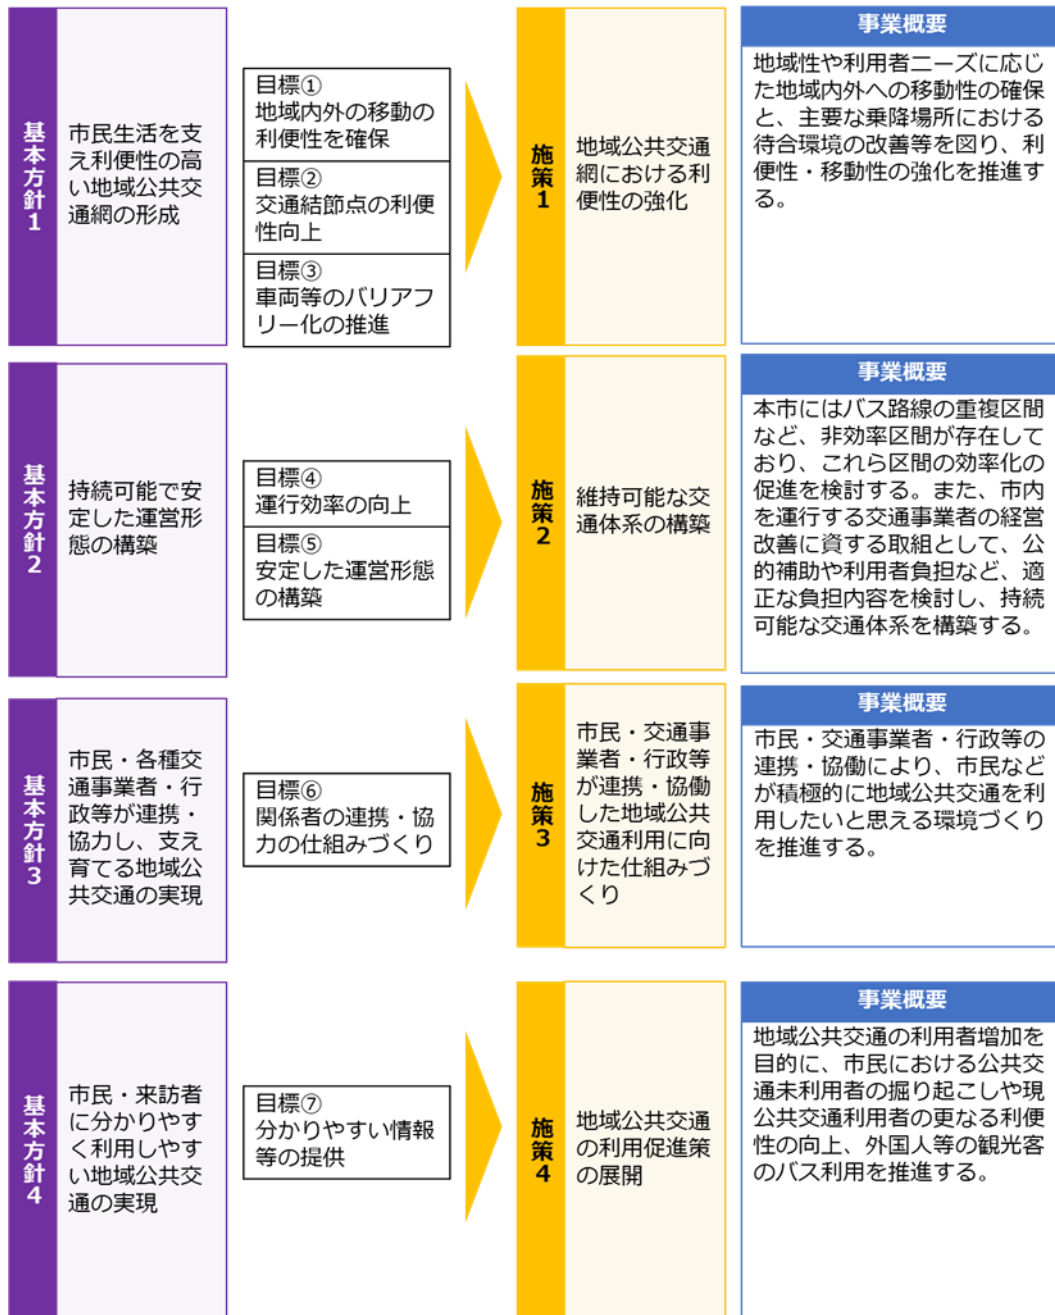 基本方針1
市民生活を支
え利便性の高
い地域公共交
通網の形成
目標①
地域内外の移動の
利便性を確保
目標②
交通結節点の利便
性向上
目標③
車両等のバリアフ
リー化の推進
施策1
地域公共交通
網における利
便性の強化
事業概要
地域性や利用者ニーズに応じ
た地域内外への移動性の確保
と、主要な乗降場所における
待合環境の改善等を図り、利
便性・移動性の強化を推進す
る。
基本方針2
持続可能で安
定した運営形
態の構築
目標④
運行効率の向上
目標⑤
安定した運営形態
の構築
施策2
維持可能な交
通体系の構築
事業概要
本市にはバス路線の重複区間
など、非効率区間が存在して
おり、これら区間の効率化の
促進を検討する。また、市内
を運行する交通事業者の経営
改善に資する取組として、公
的補助や利用者負担など、適
正な負担内容を検討し、持続
可能な交通体系を構築する。
基本方針3
市民・各種交
通事業者・行
政等が連携・
協力し、支え
育てる地域公
共交通の実現
目標⑥
関係者の連携・協
力の仕組みづくり
施策3
市民・交通事
業者・行政等
が連携・協働
した地域公共
交通利用に向
けた仕組みづ
くり
事業概要
市民・交通事業者・行政等の
連携・協働により、市民など
が積極的に地域公共交通を利
用したいと思える環境づくり
を推進する。
基本方針4
市民・来訪者
に分かりやす
く利用しやす
い地域公共交
通の実現
目標⑦
分かりやすい情報
等の提供
施策4
地域公共交通
の利用促進策
の展開
事業概要
地域公共交通の利用者増加を
目的に、市民における公共交
通未利用者の掘り起こしや現
公共交通利用者の更なる利便
性の向上、外国人等の観光客
のバス利用を推進する。